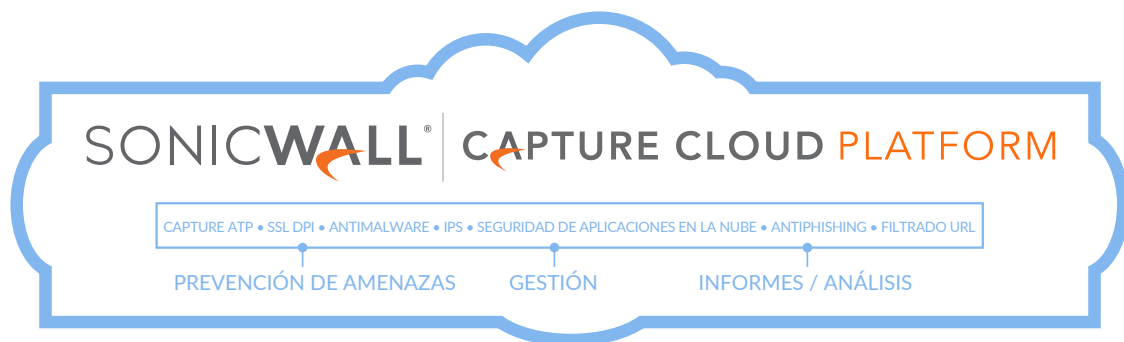 SONICWALL® CAPTURE CLOUD PLATFORM
CAPTURE ATP • SSL DPI • ANTIMALWARE • IPS • SEGURIDAD DE APLICACIONES EN LA NUBE • ANTIPHISHING • FILTRADO URL
PREVENCIÓN DE AMENAZAS GESTIÓN INFORMES / ANÁLISIS